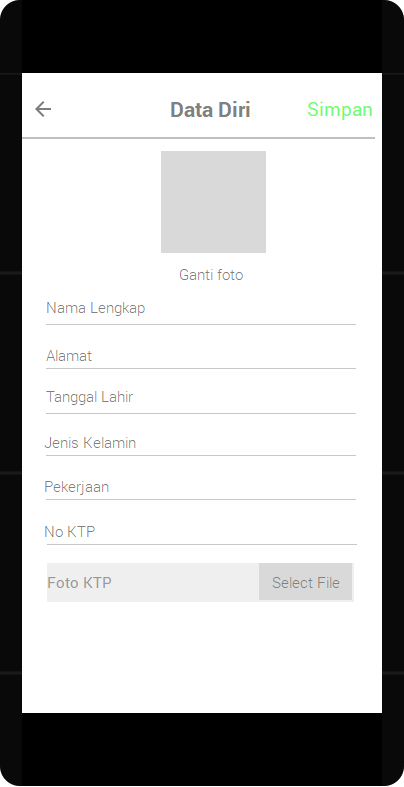 Data Diri Simpan
Ganti foto
Nama Lengkap
Alamat
Tanggal Lahir
Jenis Kelamin
Pekerjaan
No KTP
Foto KTP Select File